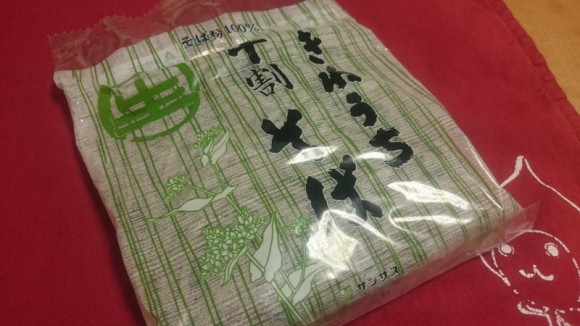 そば粉100%
きねうち
十割
そば
生
サンサス